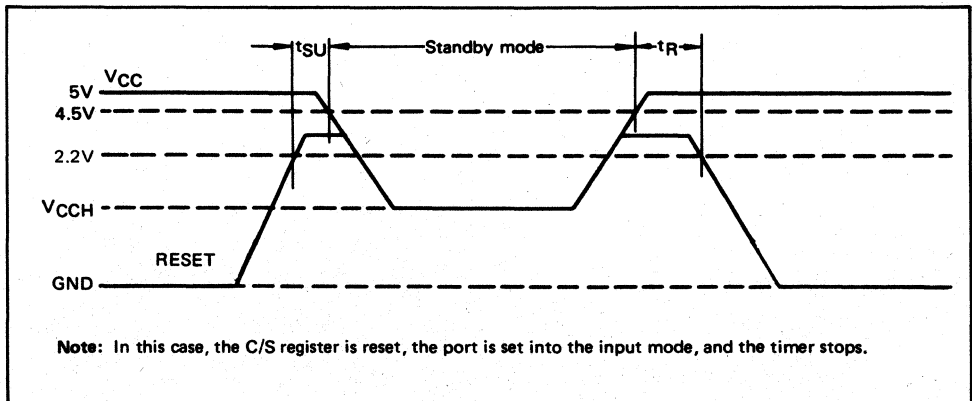 tSU Standby mode tR
VCC
5V
4.5V
2.2V
VCCH
RESET
GND
Note: In this case, the C/S register is reset, the port is set into the input mode, and the timer stops.